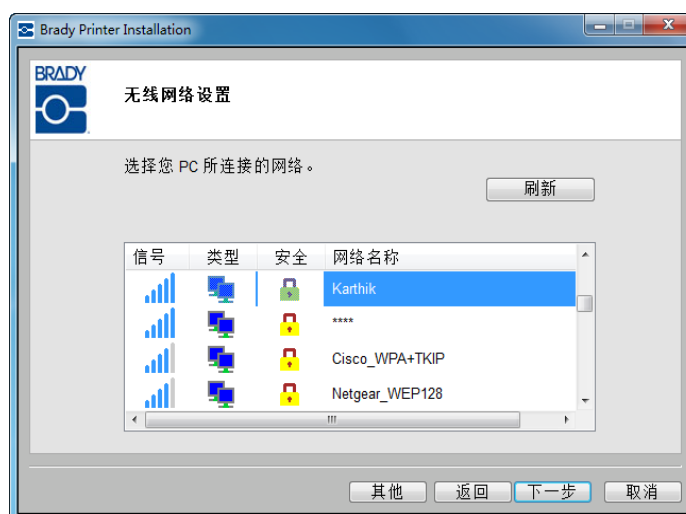 Brady Printer Installation
BRADY
无线网络设置
选择您 PC 所连接的网络。
刷新
信号 类型 安全 网络名称
Karthik
****
Cisco_WPA+TKIP
Netgear_WEP128
其他 返回 下一步 取消